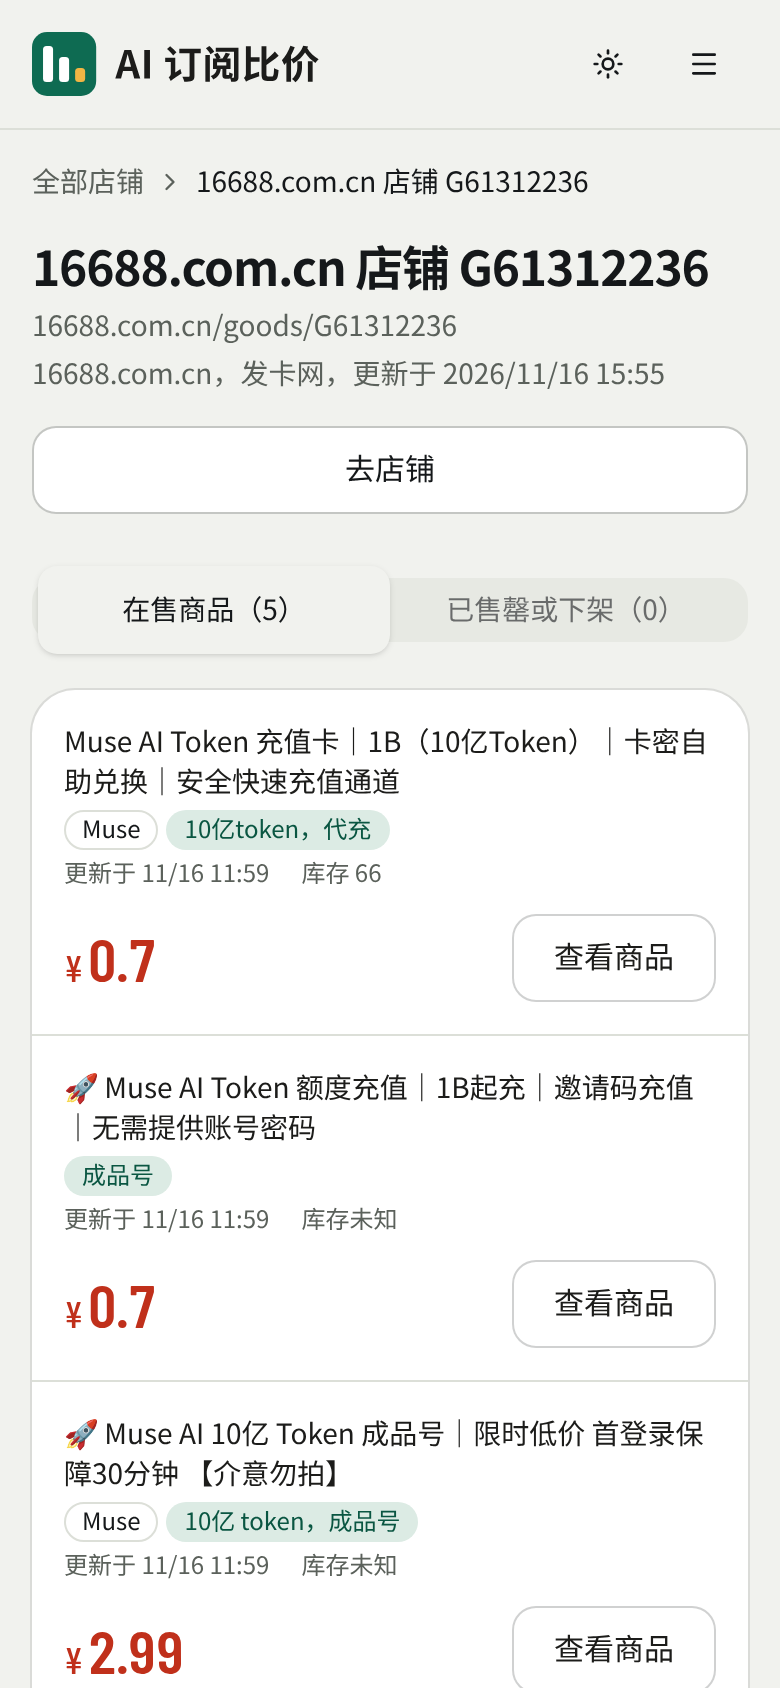 AI 订阅比价
全部店铺 > 16688.com.cn 店铺 G61312236
16688.com.cn 店铺 G61312236
16688.com.cn/goods/G61312236
16688.com.cn，发卡网，更新于 2026/11/16 15:55
去店铺
在售商品（5） 已售罄或下架（0）
Muse AI Token 充值卡｜1B（10亿Token）｜卡密自
助兑换｜安全快速充值通道
Muse 10亿token，代充
更新于 11/16 11:59 库存 66
¥0.7 查看商品
🚀 Muse AI Token 额度充值｜1B起充｜邀请码充值
｜无需提供账号密码
成品号
更新于 11/16 11:59 库存未知
¥0.7 查看商品
🚀 Muse AI 10亿 Token 成品号｜限时低价 首登录保
障30分钟 【介意勿拍】
Muse 10亿 token，成品号
更新于 11/16 11:59 库存未知
¥2.99 查看商品